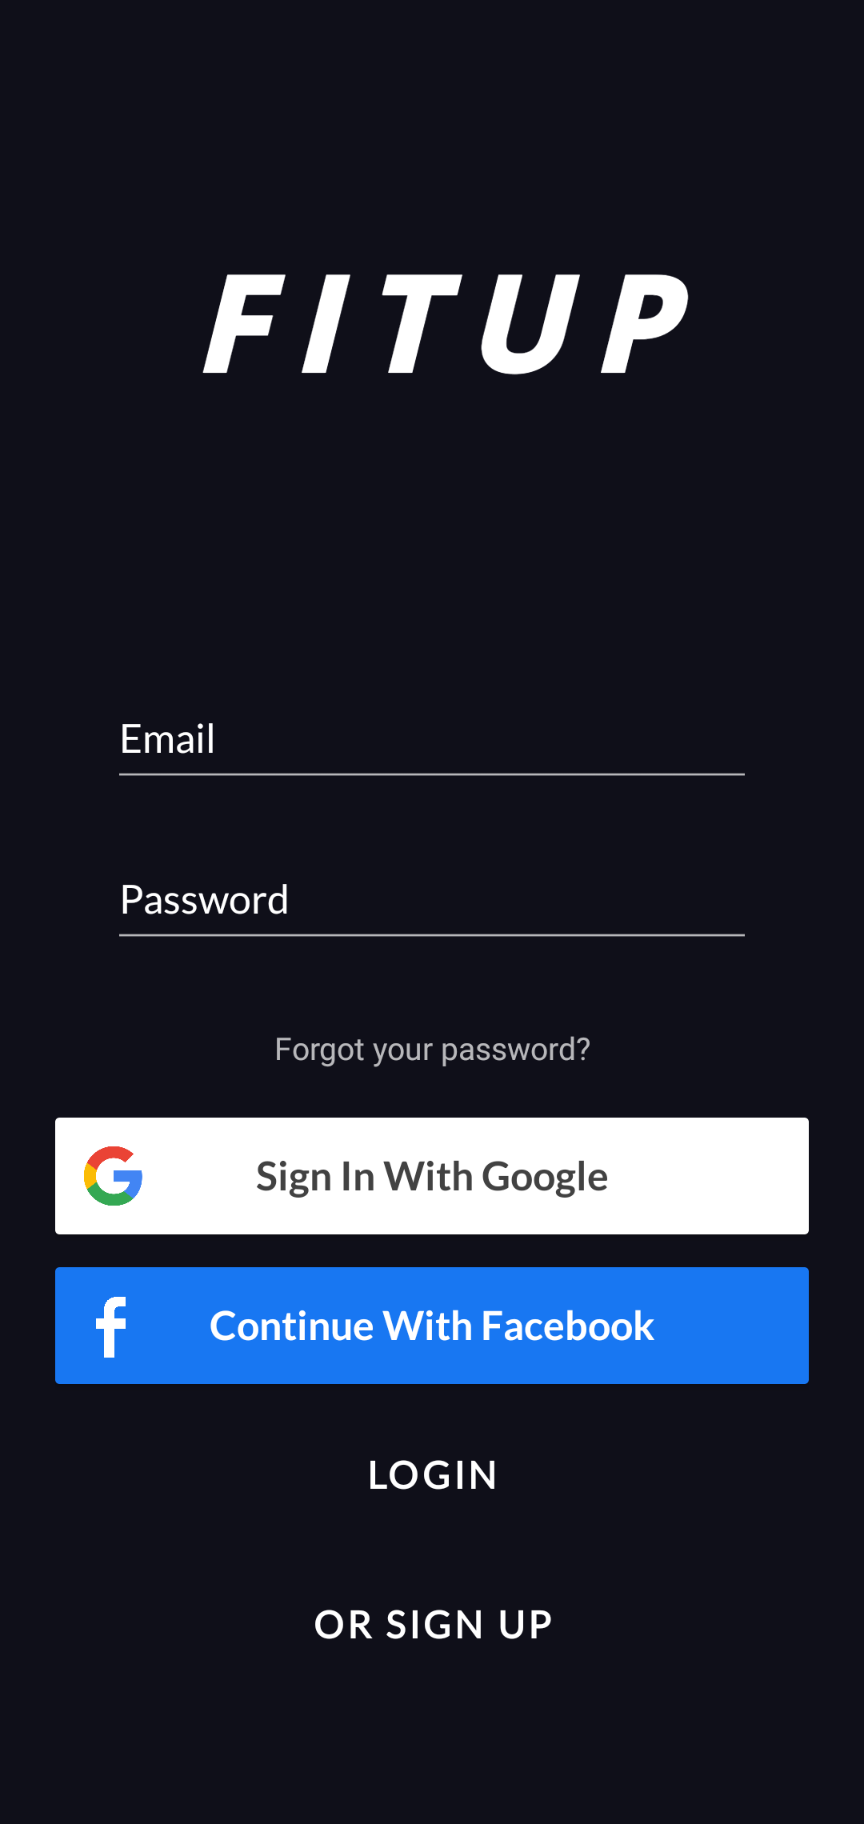 FITUP
Email
Password
Forgot your password?
Sign In With Google
Continue With Facebook
LOGIN
OR SIGN UP